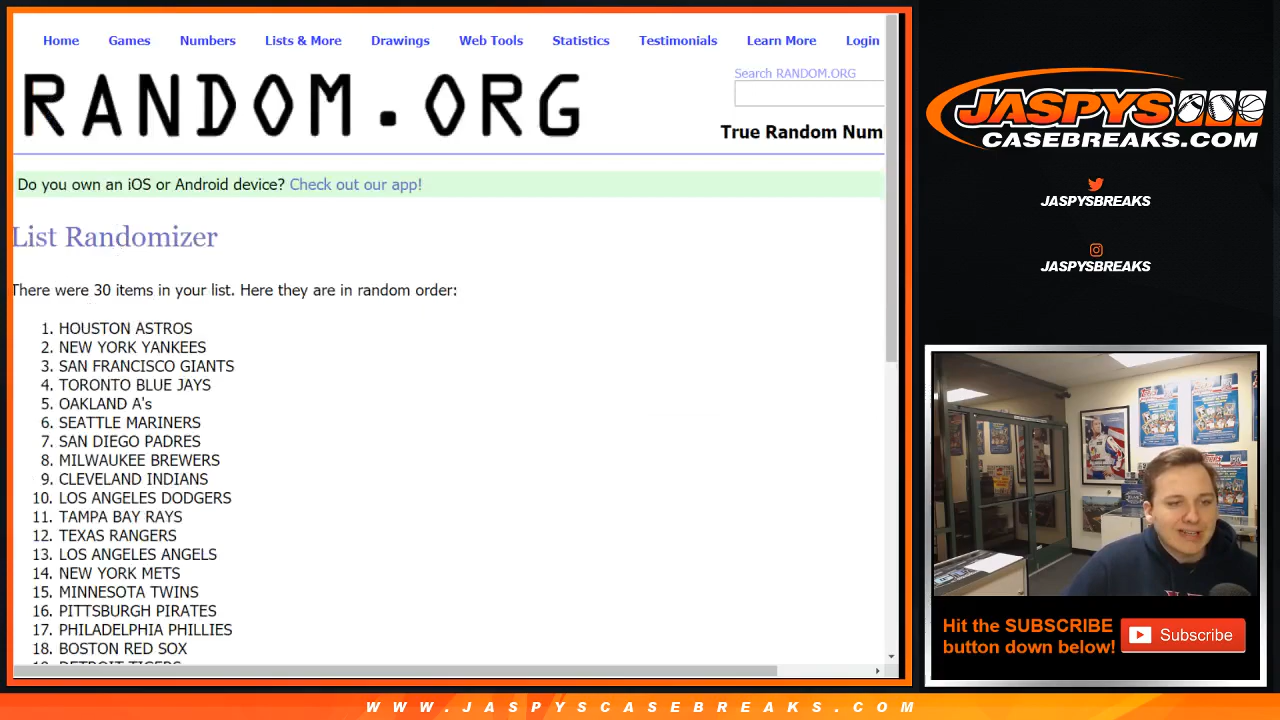 Home Games Numbers Lists & More Drawings Web Tools Statistics Testimonials Learn More Login
RANDOM.ORG
Search RANDOM.ORG
True Random Num
Do you own an iOS or Android device? Check out our app!
List Randomizer
There were 30 items in your list. Here they are in random order:
1. HOUSTON ASTROS
2. NEW YORK YANKEES
3. SAN FRANCISCO GIANTS
4. TORONTO BLUE JAYS
5. OAKLAND A's
6. SEATTLE MARINERS
7. SAN DIEGO PADRES
8. MILWAUKEE BREWERS
9. CLEVELAND INDIANS
10. LOS ANGELES DODGERS
11. TAMPA BAY RAYS
12. TEXAS RANGERS
13. LOS ANGELES ANGELS
14. NEW YORK METS
15. MINNESOTA TWINS
16. PITTSBURGH PIRATES
17. PHILADELPHIA PHILLIES
18. BOSTON RED SOX
19. DETROIT TIGERS
JASPYS
CASEBREAKS.COM
JASPYSBREAKS
JASPYSBREAKS
Hit the SUBSCRIBE
button down below!
Subscribe
WWW.JASPYSCASEBREAKS.COM